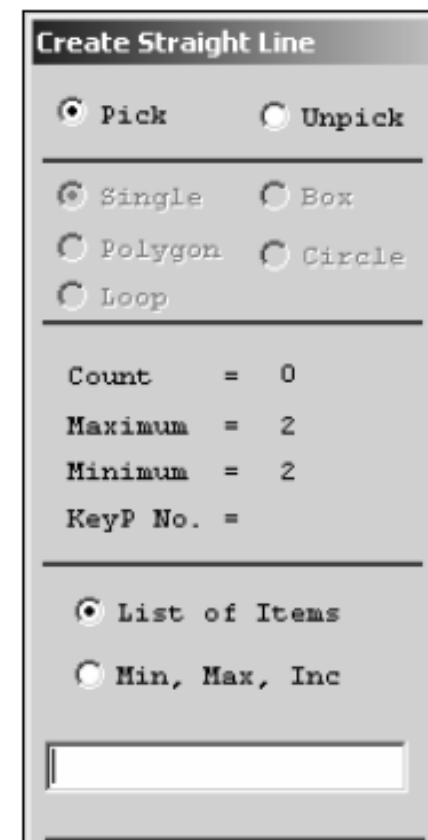 Create Straight Line
Pick Unpick
Single Box
Polygon Circle
Loop
Count = 0
Maximum = 2
Minimum = 2
KeyP No. =
List of Items
Min, Max, Inc